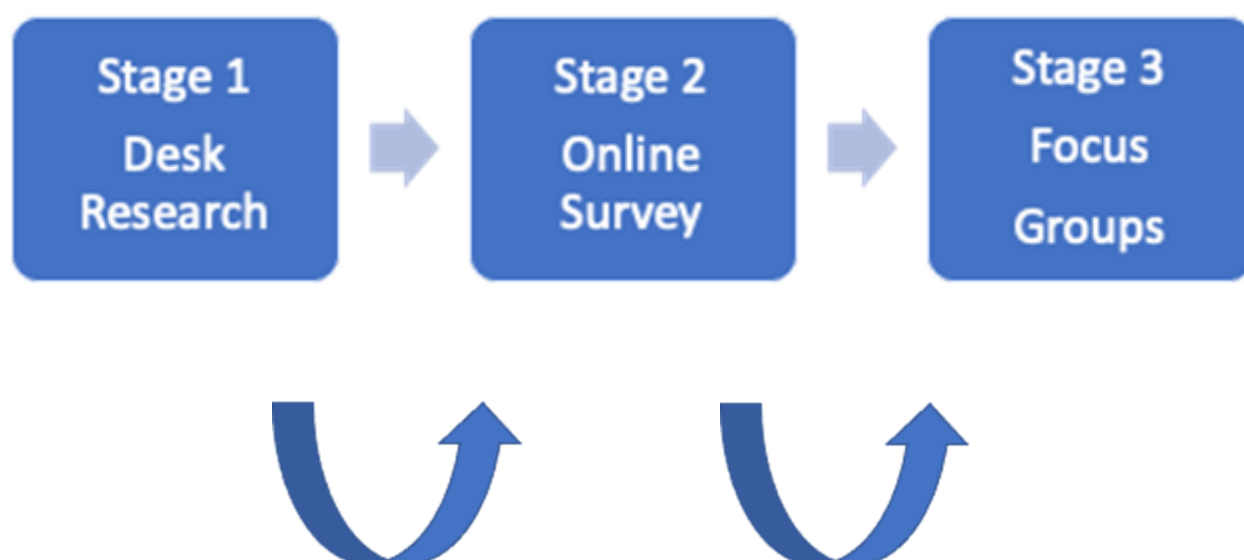 Stage 1
Desk
Research
Stage 2
Online
Survey
Stage 3
Focus
Groups